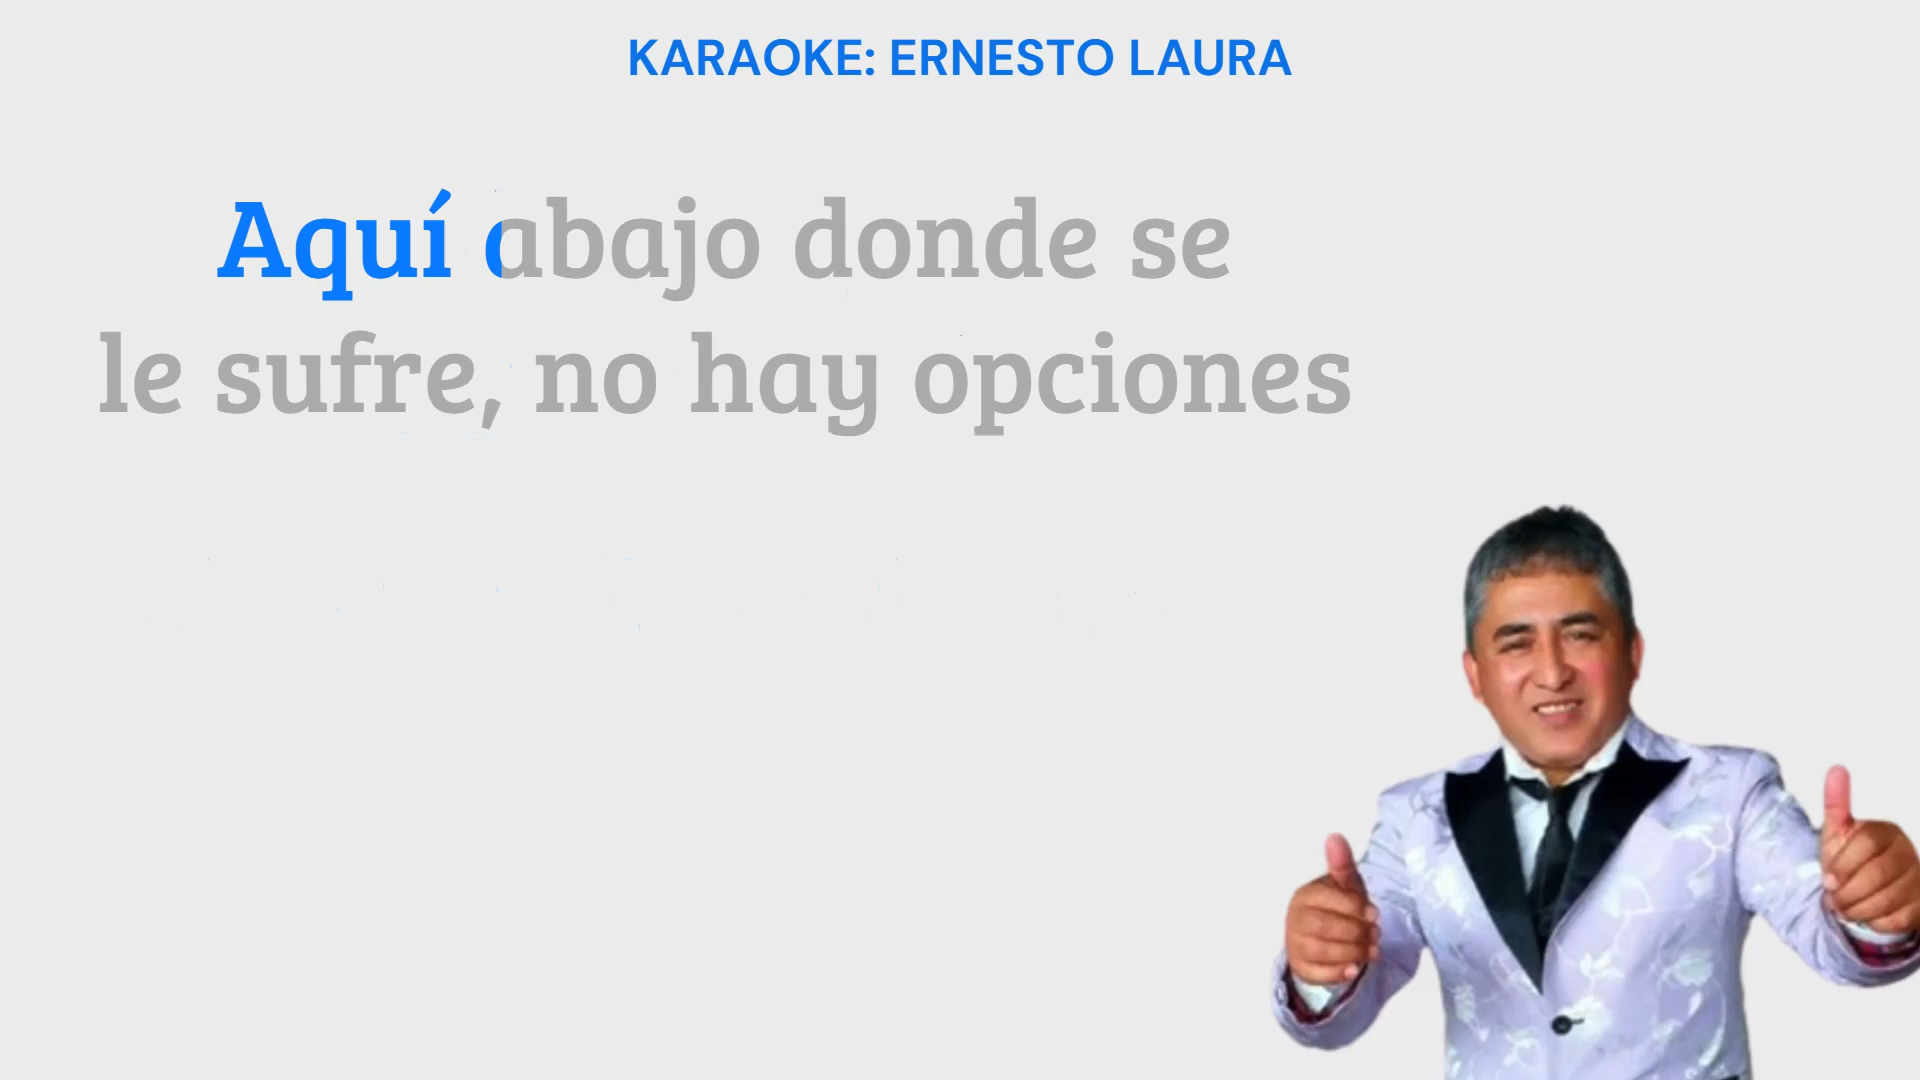 KARAOKE: ERNESTO LAURA
Aquí abajo donde se
le sufre, no hay opciones